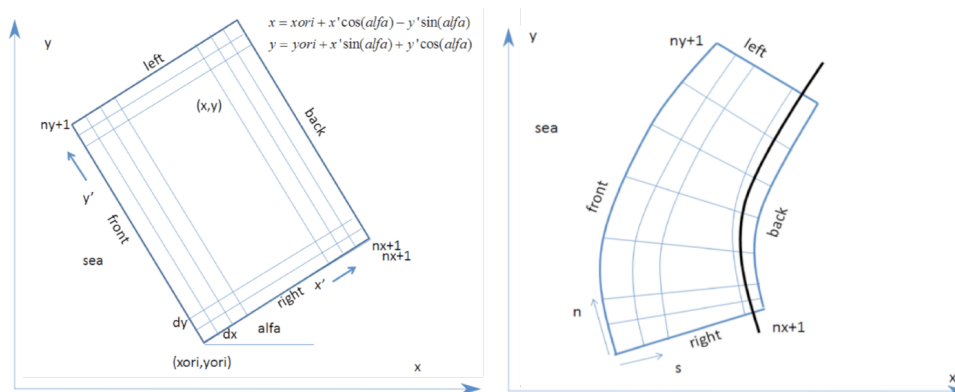 x = xori + x'cos(alfa) − y'sin(alfa)
y = yori + x'sin(alfa) + y'cos(alfa)
y
left
(x,y)
back
ny+1
y'
front
sea
nx+1
nx+1
x'
right
dy
dx
alfa
(xori,yori)
x
y
ny+1
left
sea
front
back
n
nx+1
right
s
x